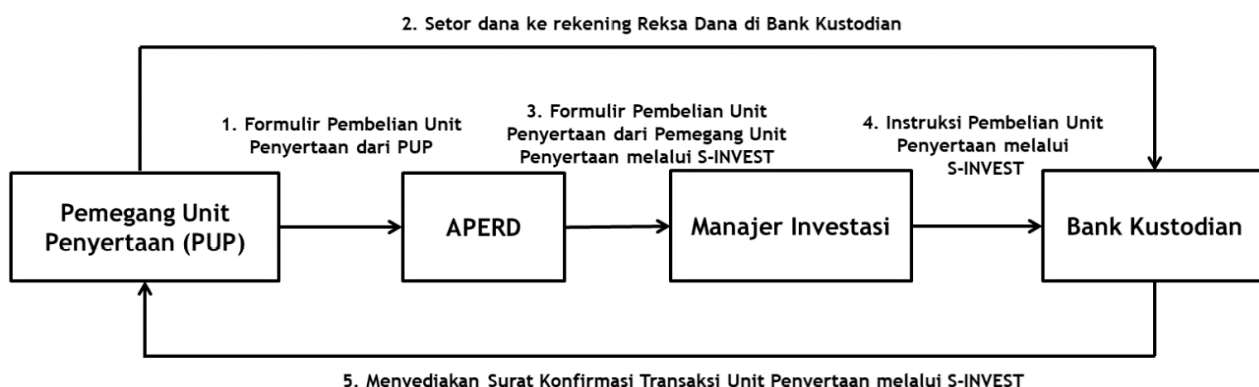 2. Setor dana ke rekening Reksa Dana di Bank Kustodian
1. Formulir Pembelian Unit
Penyertaan dari PUP
3. Formulir Pembelian Unit
Penyertaan dari Pemegang Unit
Penyertaan melalui S-INVEST
4. Instruksi Pembelian Unit
Penyertaan melalui
S-INVEST
Pemegang Unit
Penyertaan (PUP)
APERD
Manajer Investasi
Bank Kustodian
5. Menyediakan Surat Konfirmasi Transaksi Unit Penyertaan melalui S-INVEST